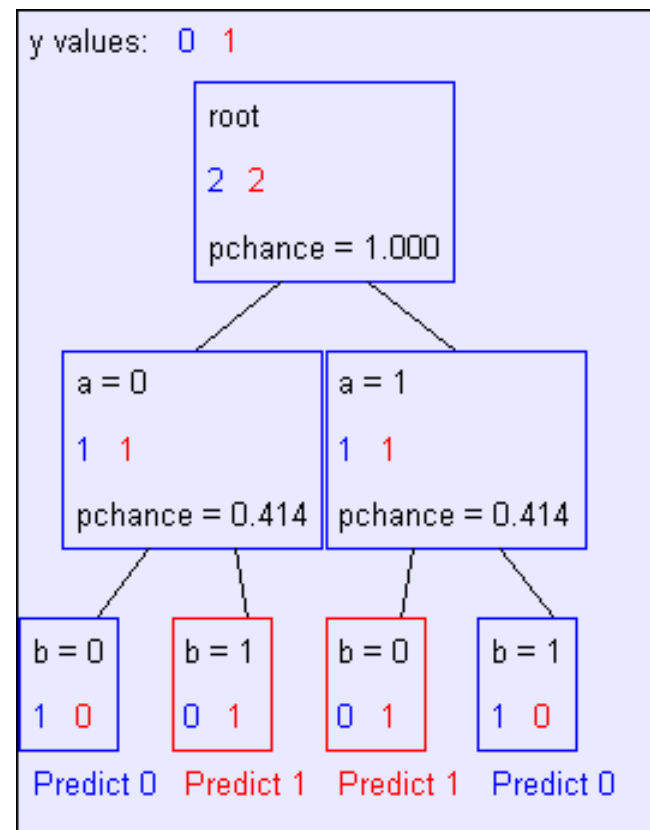 y values: 0 1
root
2 2
pchance = 1.000
a = 0
1 1
pchance = 0.414
a = 1
1 1
pchance = 0.414
b = 0
1 0
Predict 0
b = 1
0 1
Predict 1
b = 0
0 1
Predict 1
b = 1
1 0
Predict 0